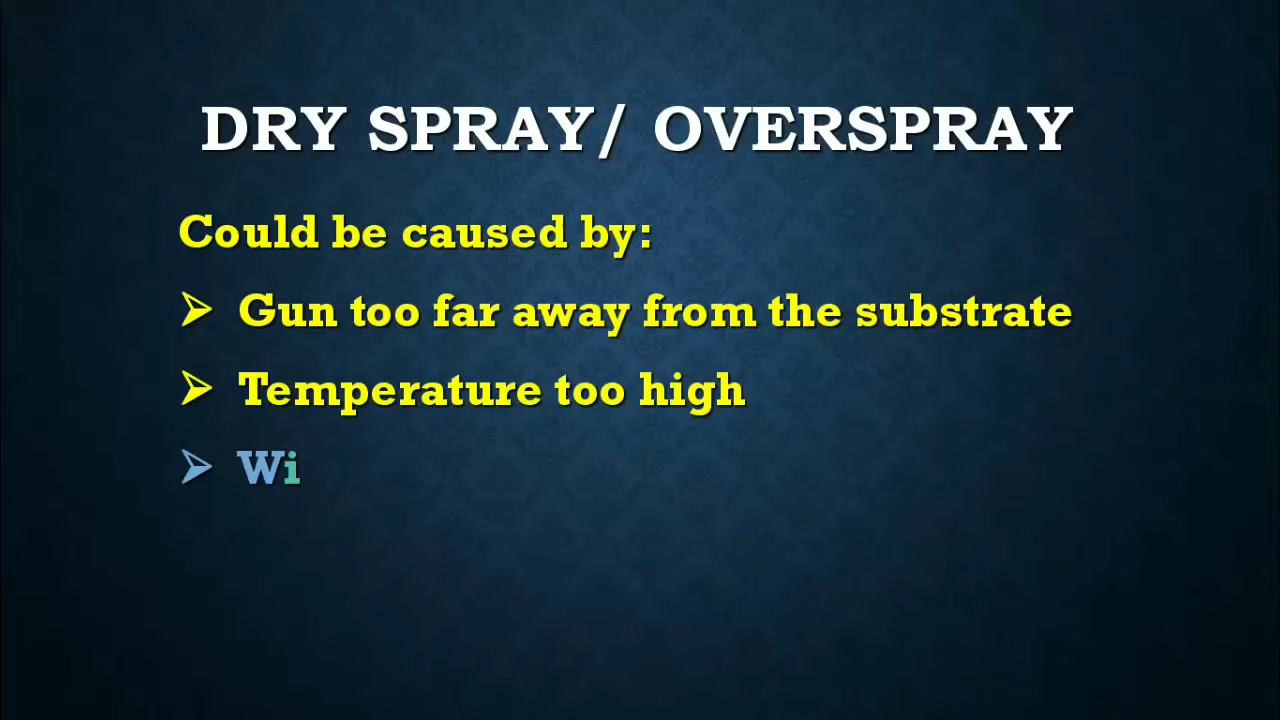 DRY SPRAY/ OVERSPRAY
Could be caused by:
➢ Gun too far away from the substrate
➢ Temperature too high
➢ Wi